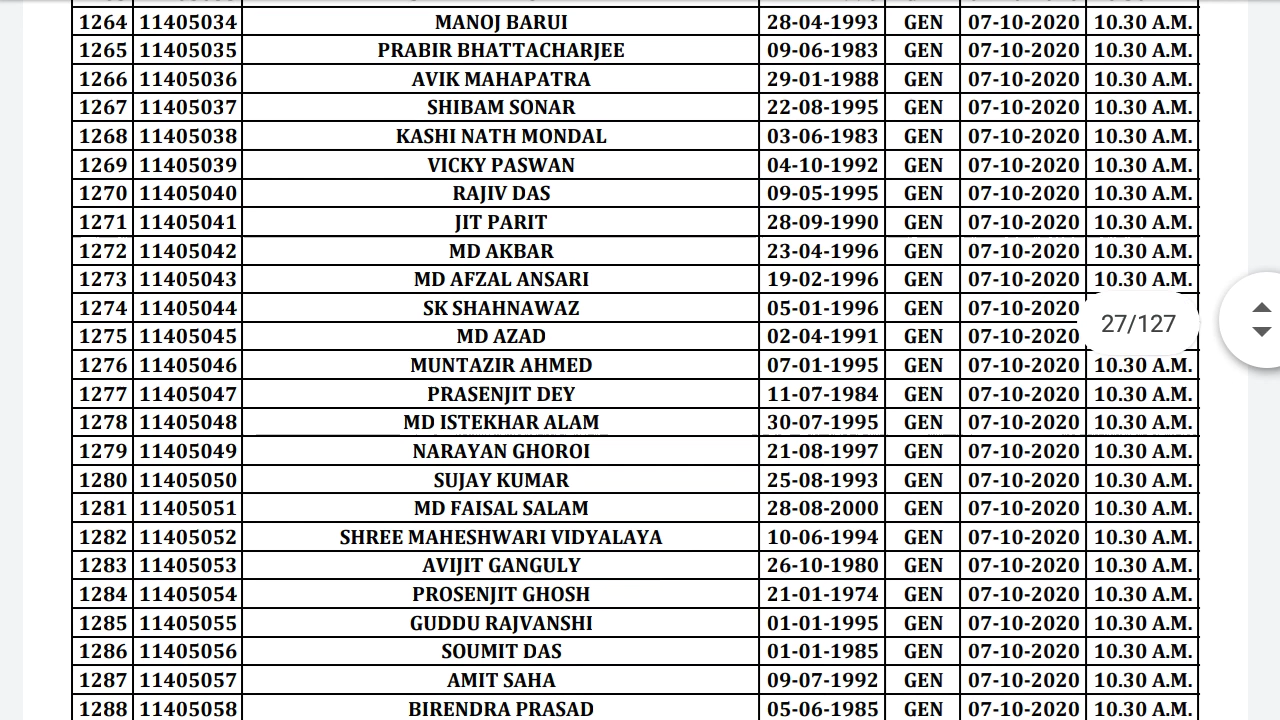 1264 11405034 MANOJ BARUI 28-04-1993 GEN 07-10-2020 10.30 A.M.
1265 11405035 PRABIR BHATTACHARJEE 09-06-1983 GEN 07-10-2020 10.30 A.M.
1266 11405036 AVIK MAHAPATRA 29-01-1988 GEN 07-10-2020 10.30 A.M.
1267 11405037 SHIBAM SONAR 22-08-1995 GEN 07-10-2020 10.30 A.M.
1268 11405038 KASHI NATH MONDAL 03-06-1983 GEN 07-10-2020 10.30 A.M.
1269 11405039 VICKY PASWAN 04-10-1992 GEN 07-10-2020 10.30 A.M.
1270 11405040 RAJIV DAS 09-05-1995 GEN 07-10-2020 10.30 A.M.
1271 11405041 JIT PARIT 28-09-1990 GEN 07-10-2020 10.30 A.M.
1272 11405042 MD AKBAR 23-04-1996 GEN 07-10-2020 10.30 A.M.
1273 11405043 MD AFZAL ANSARI 19-02-1996 GEN 07-10-2020 10.30 A.M.
1274 11405044 SK SHAHNAWAZ 05-01-1996 GEN 07-10-2020
27/127
1275 11405045 MD AZAD 02-04-1991 GEN 07-10-2020
1276 11405046 MUNTAZIR AHMED 07-01-1995 GEN 07-10-2020 10.30 A.M.
1277 11405047 PRASENJIT DEY 11-07-1984 GEN 07-10-2020 10.30 A.M.
1278 11405048 MD ISTEKHAR ALAM 30-07-1995 GEN 07-10-2020 10.30 A.M.
1279 11405049 NARAYAN GHOROI 21-08-1997 GEN 07-10-2020 10.30 A.M.
1280 11405050 SUJAY KUMAR 25-08-1993 GEN 07-10-2020 10.30 A.M.
1281 11405051 MD FAISAL SALAM 28-08-2000 GEN 07-10-2020 10.30 A.M.
1282 11405052 SHREE MAHESHWARI VIDYALAYA 10-06-1994 GEN 07-10-2020 10.30 A.M.
1283 11405053 AVIJIT GANGULY 26-10-1980 GEN 07-10-2020 10.30 A.M.
1284 11405054 PROSENJIT GHOSH 21-01-1974 GEN 07-10-2020 10.30 A.M.
1285 11405055 GUDDU RAJVANSHI 01-01-1995 GEN 07-10-2020 10.30 A.M.
1286 11405056 SOUMIT DAS 01-01-1985 GEN 07-10-2020 10.30 A.M.
1287 11405057 AMIT SAHA 09-07-1992 GEN 07-10-2020 10.30 A.M.
1288 11405058 BIRENDRA PRASAD 05-06-1985 GEN 07-10-2020 10.30 A.M.